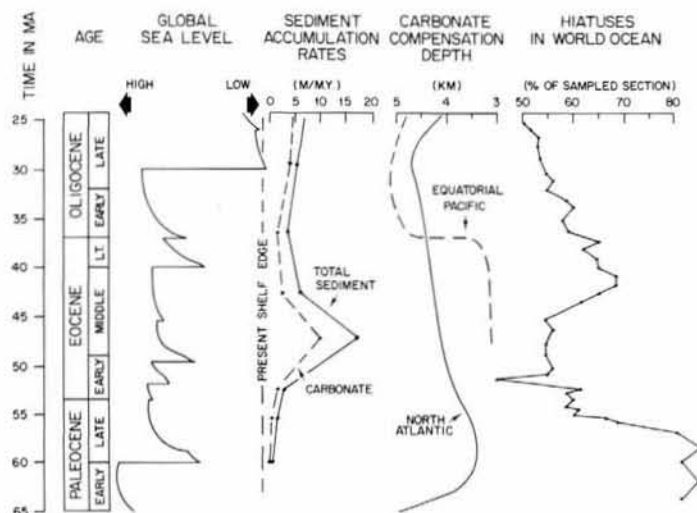 TIME IN MA
AGE
GLOBAL
SEA LEVEL
SEDIMENT
ACCUMULATION
RATES
CARBONATE
COMPENSATION
DEPTH
HIATUSES
IN WORLD OCEAN
HIGH
LOW
(M/M.Y.)
(KM)
(% OF SAMPLED SECTION)
0 5 10 15 20
5 4 3
50 60 70 80
25
30
35
40
45
50
55
60
65
OLIGOCENE
LATE
EARLY
EOCENE
LT.
MIDDLE
EARLY
PALEOCENE
LATE
EARLY
PRESENT SHELF EDGE
TOTAL
SEDIMENT
CARBONATE
EQUATORIAL
PACIFIC
NORTH
ATLANTIC